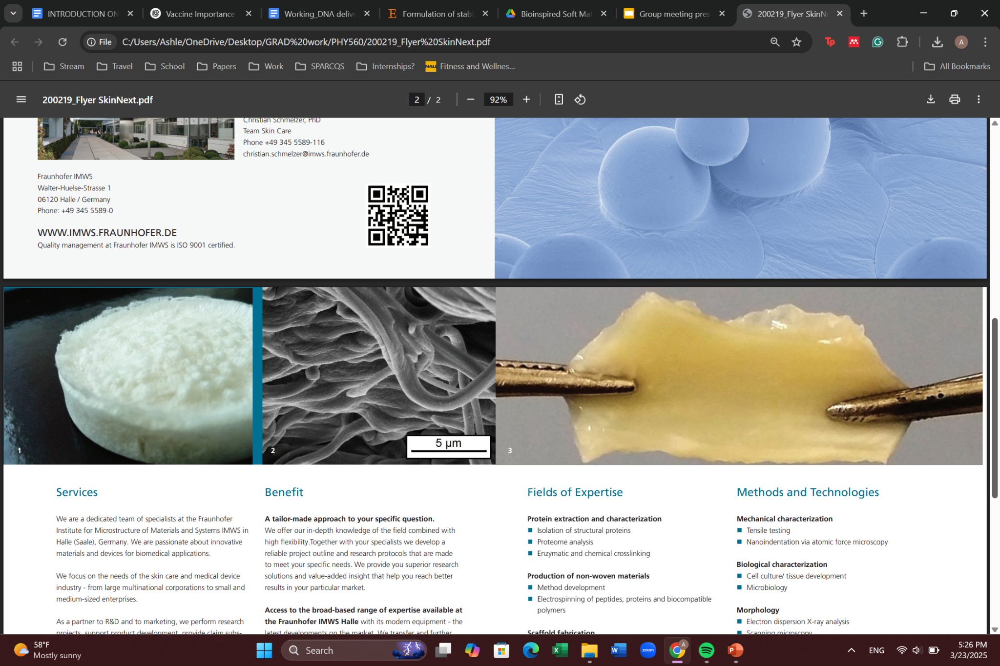 INTRODUCTION ON
Vaccine Importance
Working_DNA delive
Formulation of stabi
Bioinspired Soft Mat
Group meeting pres
200219_Flyer SkinNe
File
C:/Users/Ashle/OneDrive/Desktop/GRAD%20work/PHY560/200219_Flyer%20SkinNext.pdf
A
Stream
Travel
School
Papers
Work
SPARCQS
Internships?
NAU
Fitness and Wellnes...
All Bookmarks
200219_Flyer SkinNext.pdf
2 / 2
92%
Christian Schmelzer, PhD
Team Skin Care
Phone +49 345 5589-116
christian.schmelzer@imws.fraunhofer.de
Fraunhofer IMWS
Walter-Huelse-Strasse 1
06120 Halle / Germany
Phone: +49 345 5589-0
WWW.IMWS.FRAUNHOFER.DE
Quality management at Fraunhofer IMWS is ISO 9001 certified.
1
2
5 µm
3
Services
We are a dedicated team of specialists at the Fraunhofer
Institute for Microstructure of Materials and Systems IMWS in
Halle (Saale), Germany. We are passionate about innovative
materials and devices for biomedical applications.
We focus on the needs of the skin care and medical device
industry - from large multinational corporations to small and
medium-sized enterprises.
As a partner to R&D and to marketing, we perform research
projects, support product development, provide claim subs-
Benefit
A tailor-made approach to your specific question.
We offer our in-depth knowledge of the field combined with
high flexibility.Together with your specialists we develop a
reliable project outline and research protocols that are made
to meet your specific needs. We provide you superior research
solutions and value-added insight that help you reach better
results in your particular market.
Access to the broad-based range of expertise available at
the Fraunhofer IMWS Halle with its modern equipment - the
latest developments on the market. We transfer and further
Fields of Expertise
Protein extraction and characterization
Isolation of structural proteins
Proteome analysis
Enzymatic and chemical crosslinking
Production of non-woven materials
Method development
Electrospinning of peptides, proteins and biocompatible
polymers
Scaffold fabrication
Methods and Technologies
Mechanical characterization
Tensile testing
Nanoindentation via atomic force microscopy
Biological characterization
Cell culture/ tissue development
Microbiology
Morphology
Electron dispersion X-ray analysis
Scanning microscopy
58°F
Mostly sunny
Search
zoom
A
ENG
5:26 PM
3/23/2025